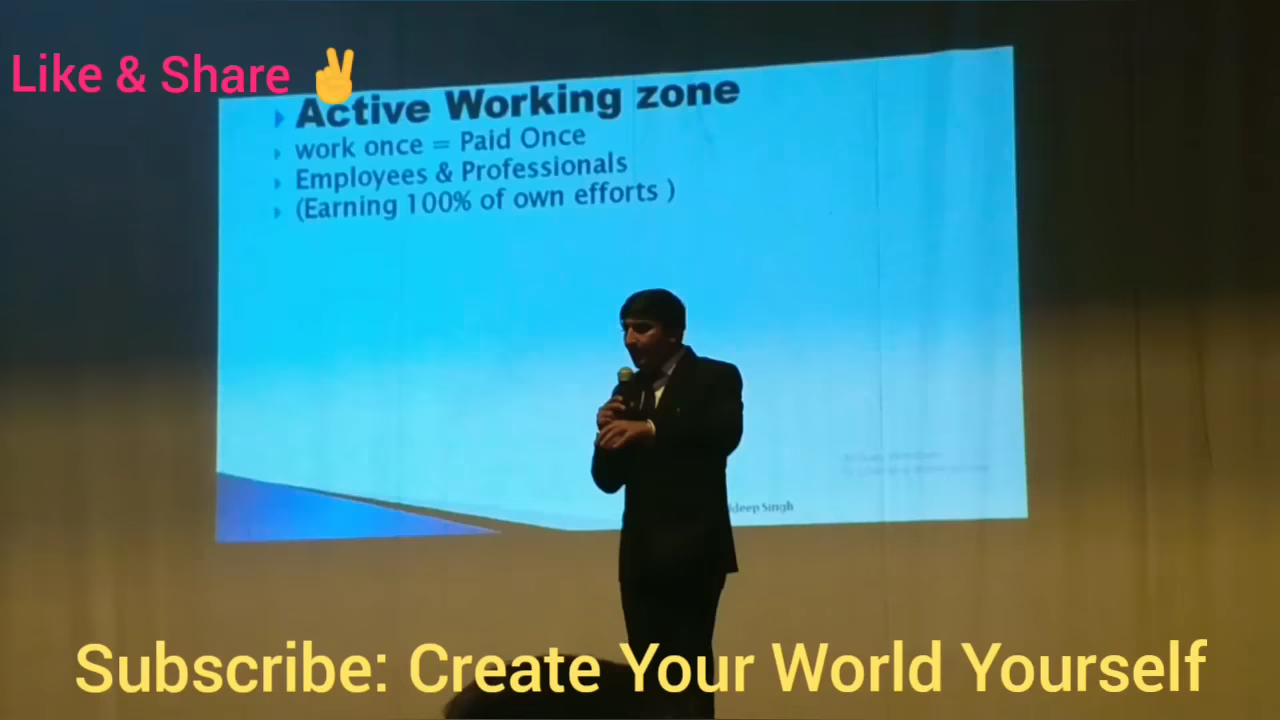 Like & Share ✌
Active Working zone
work once = Paid Once
Employees & Professionals
(Earning 100% of own efforts )
Singh
Subscribe: Create Your World Yourself